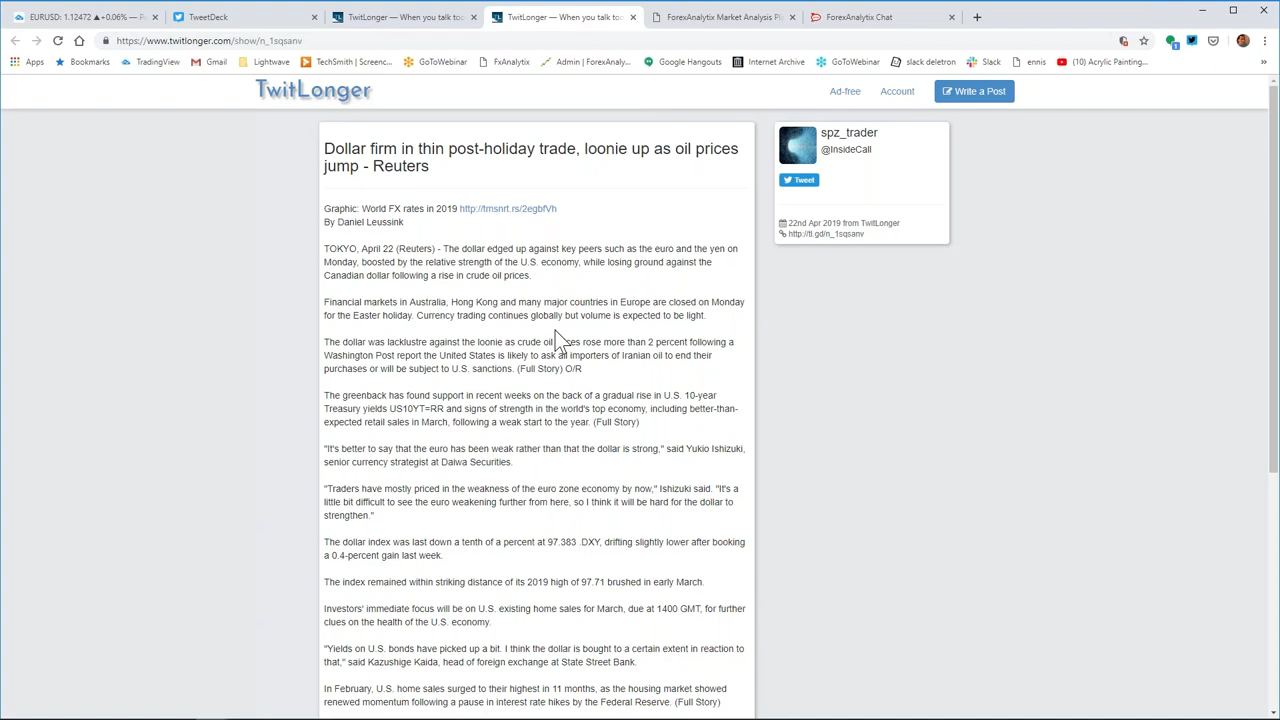 EURUSD: 1.12472 ▲+0.06% —
TweetDeck
TwitLonger — When you talk too
TwitLonger — When you talk too
ForexAnalytix Market Analysis Pl
ForexAnalytix Chat
https://www.twitlonger.com/show/n_1sqsanv
Apps
Bookmarks
TradingView
Gmail
Lightwave
TechSmith | Screenc...
GoToWebinar
FxAnalytix
Admin | ForexAnaly...
Google Hangouts
Internet Archive
GoToWebinar
slack deletron
Slack
ennis
(10) Acrylic Painting...
»
TwitLonger
Ad-free
Account
Write a Post
Dollar firm in thin post-holiday trade, loonie up as oil prices
jump - Reuters
Graphic: World FX rates in 2019 http://tmsnrt.rs/2egbfVh
By Daniel Leussink
TOKYO, April 22 (Reuters) - The dollar edged up against key peers such as the euro and the yen on
Monday, boosted by the relative strength of the U.S. economy, while losing ground against the
Canadian dollar following a rise in crude oil prices.
Financial markets in Australia, Hong Kong and many major countries in Europe are closed on Monday
for the Easter holiday. Currency trading continues globally but volume is expected to be light.
The dollar was lacklustre against the loonie as crude oil prices rose more than 2 percent following a
Washington Post report the United States is likely to ask all importers of Iranian oil to end their
purchases or will be subject to U.S. sanctions. (Full Story) O/R
The greenback has found support in recent weeks on the back of a gradual rise in U.S. 10-year
Treasury yields US10YT=RR and signs of strength in the world's top economy, including better-than-
expected retail sales in March, following a weak start to the year. (Full Story)
"It's better to say that the euro has been weak rather than that the dollar is strong," said Yukio Ishizuki,
senior currency strategist at Daiwa Securities.
"Traders have mostly priced in the weakness of the euro zone economy by now," Ishizuki said. "It's a
little bit difficult to see the euro weakening further from here, so I think it will be hard for the dollar to
strengthen."
The dollar index was last down a tenth of a percent at 97.383 .DXY, drifting slightly lower after booking
a 0.4-percent gain last week.
The index remained within striking distance of its 2019 high of 97.71 brushed in early March.
Investors' immediate focus will be on U.S. existing home sales for March, due at 1400 GMT, for further
clues on the health of the U.S. economy.
"Yields on U.S. bonds have picked up a bit. I think the dollar is bought to a certain extent in reaction to
that," said Kazushige Kaida, head of foreign exchange at State Street Bank.
In February, U.S. home sales surged to their highest in 11 months, as the housing market showed
renewed momentum following a pause in interest rate hikes by the Federal Reserve. (Full Story)
spz_trader
@InsideCall
Tweet
22nd Apr 2019 from TwitLonger
http://tl.gd/n_1sqsanv